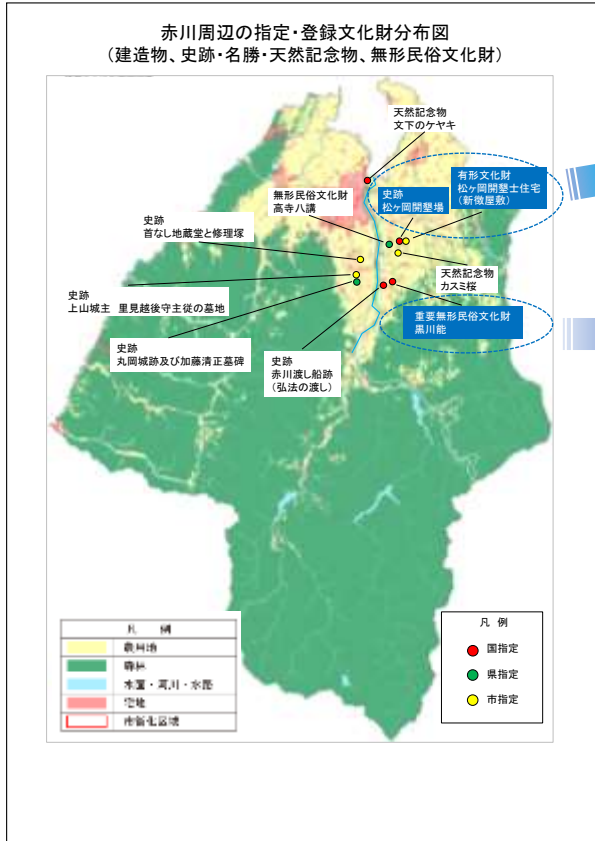 赤川周辺の指定・登録文化財分布図
(建造物、史跡・名勝・天然記念物、無形民俗文化財)
天然記念物
文下のケヤキ
有形文化財
松ヶ岡開墾士住宅
(新徴屋敷)
史跡
松ヶ岡開墾場
無形民俗文化財
高寺八講
史跡
首なし地蔵堂と修理塚
天然記念物
カスミ桜
史跡
上山城主 里見越後守主従の墓地
重要無形民俗文化財
黒川能
史跡
丸岡城跡及び加藤清正墓碑
史跡
赤川渡し船跡
(弘法の渡し)
凡 例
農用地
森林
水面・河川・水路
宅地
市街化区域
凡 例
国指定
県指定
市指定